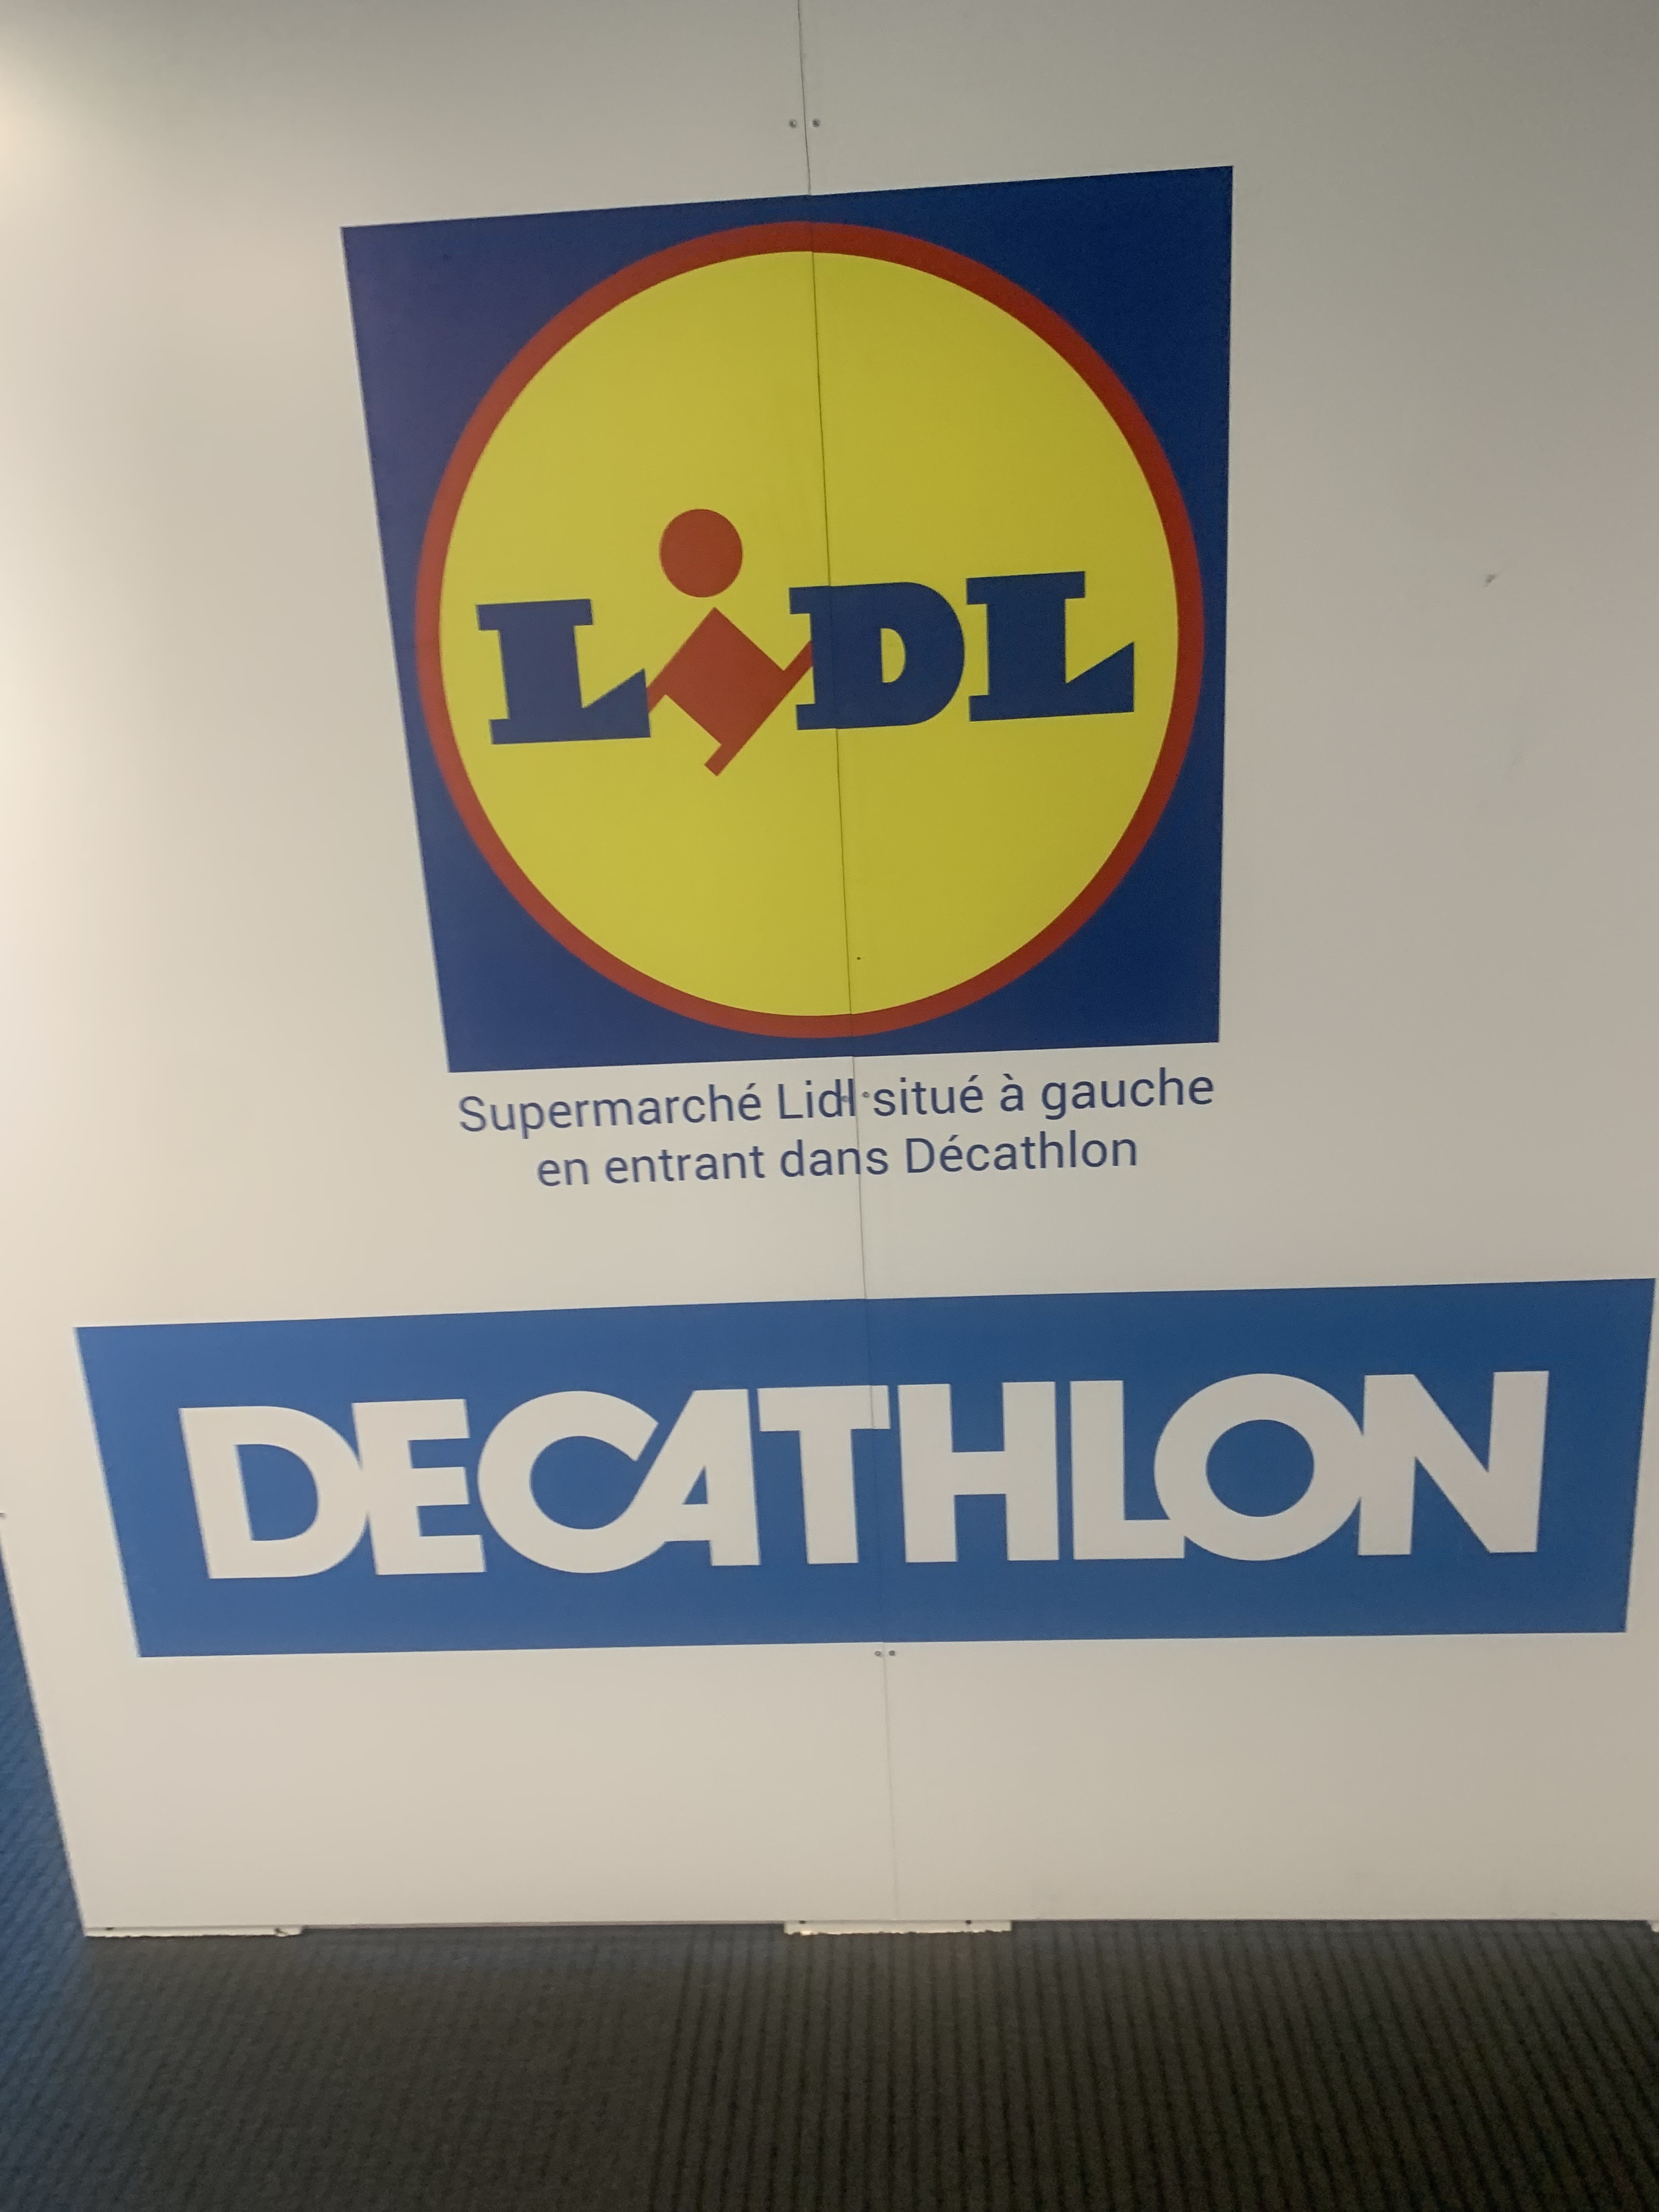 LiDL
Supermarché Lidl situé à gauche
en entrant dans Décathlon
DECATHLON